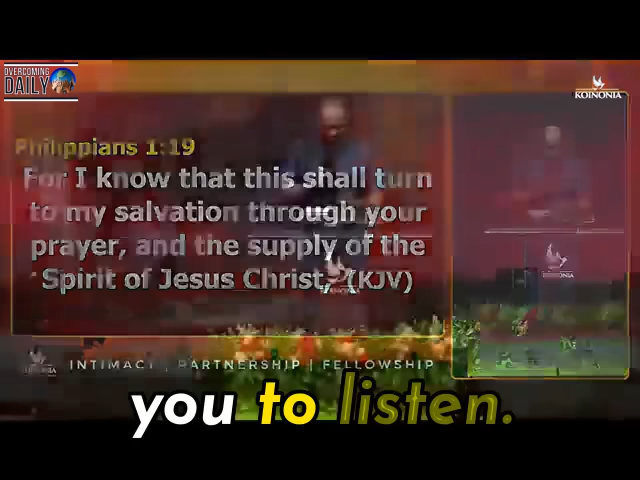 OVERCOMING
DAILY
KOINONIA
Philippians 1:19
For I know that this shall turn
to my salvation through your
prayer, and the supply of the
Spirit of Jesus Christ, (KJV)
KOINONIA
INTIMACY | PARTNERSHIP | FELLOWSHIP
you to listen.